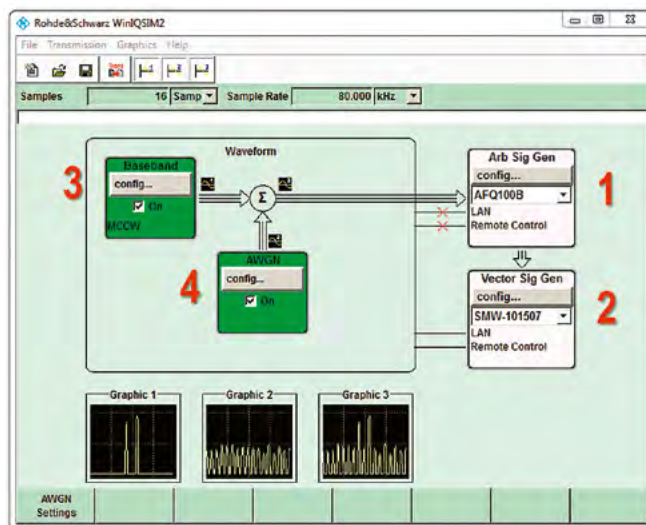 Rohde&Schwarz WinIQSIM2
File Transmission Graphics Help
Samples 16 Samp Sample Rate 80.000 kHz
Waveform
Baseband
config...
On
MCCW
3
Σ
AWGN
config...
On
4
Arb Sig Gen
config...
AFQ100B
LAN
Remote Control
1
Vector Sig Gen
config...
SMW-101507
LAN
Remote Control
2
Graphic 1 Graphic 2 Graphic 3
AWGN
Settings